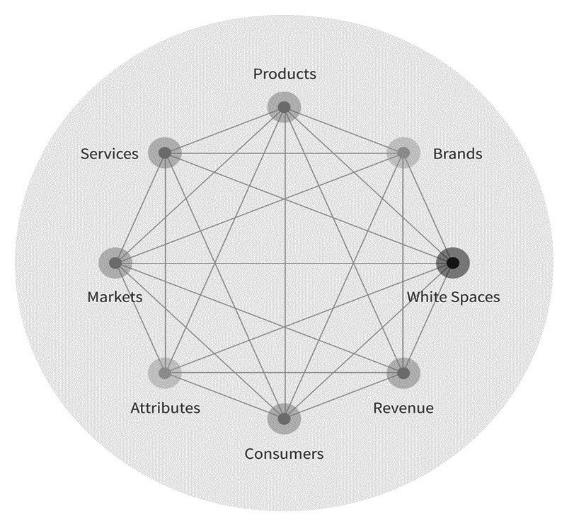 Products
Services
Brands
Markets
White Spaces
Attributes
Revenue
Consumers